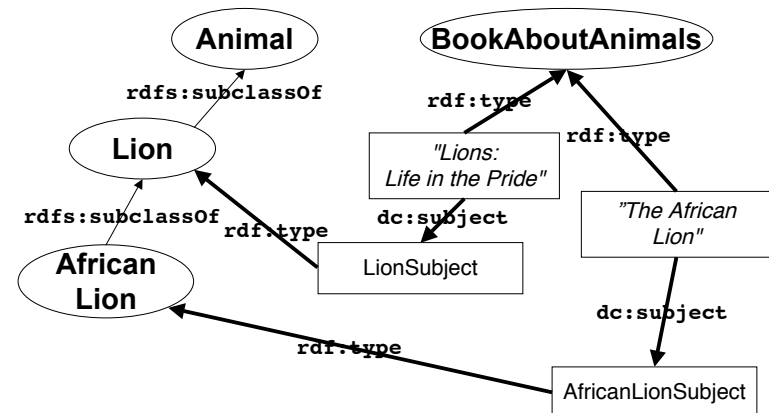 Animal
BookAboutAnimals
rdfs:subclassOf
rdf:type
rdf:type
Lion
"Lions:
Life in the Pride"
rdfs:subclassOf
rdf:type
dc:subject
”The African
Lion"
African
Lion
LionSubject
dc:subject
rdf:type
AfricanLionSubject